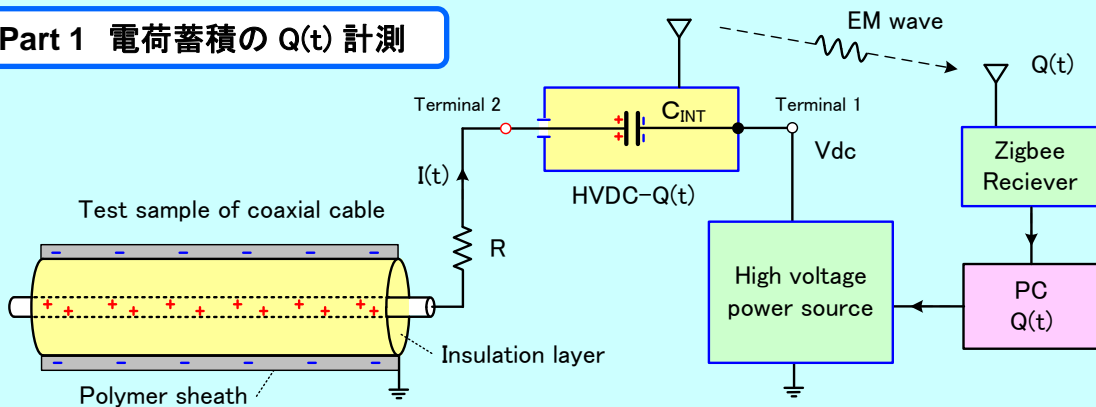 Part 1 電荷蓄積の Q(t) 計測
EM wave
Q(t)
Terminal 2
Terminal 1
CINT
Vdc
I(t)
HVDC-Q(t)
Zigbee
Reciever
Test sample of coaxial cable
R
High voltage
power source
PC
Q(t)
Insulation layer
Polymer sheath